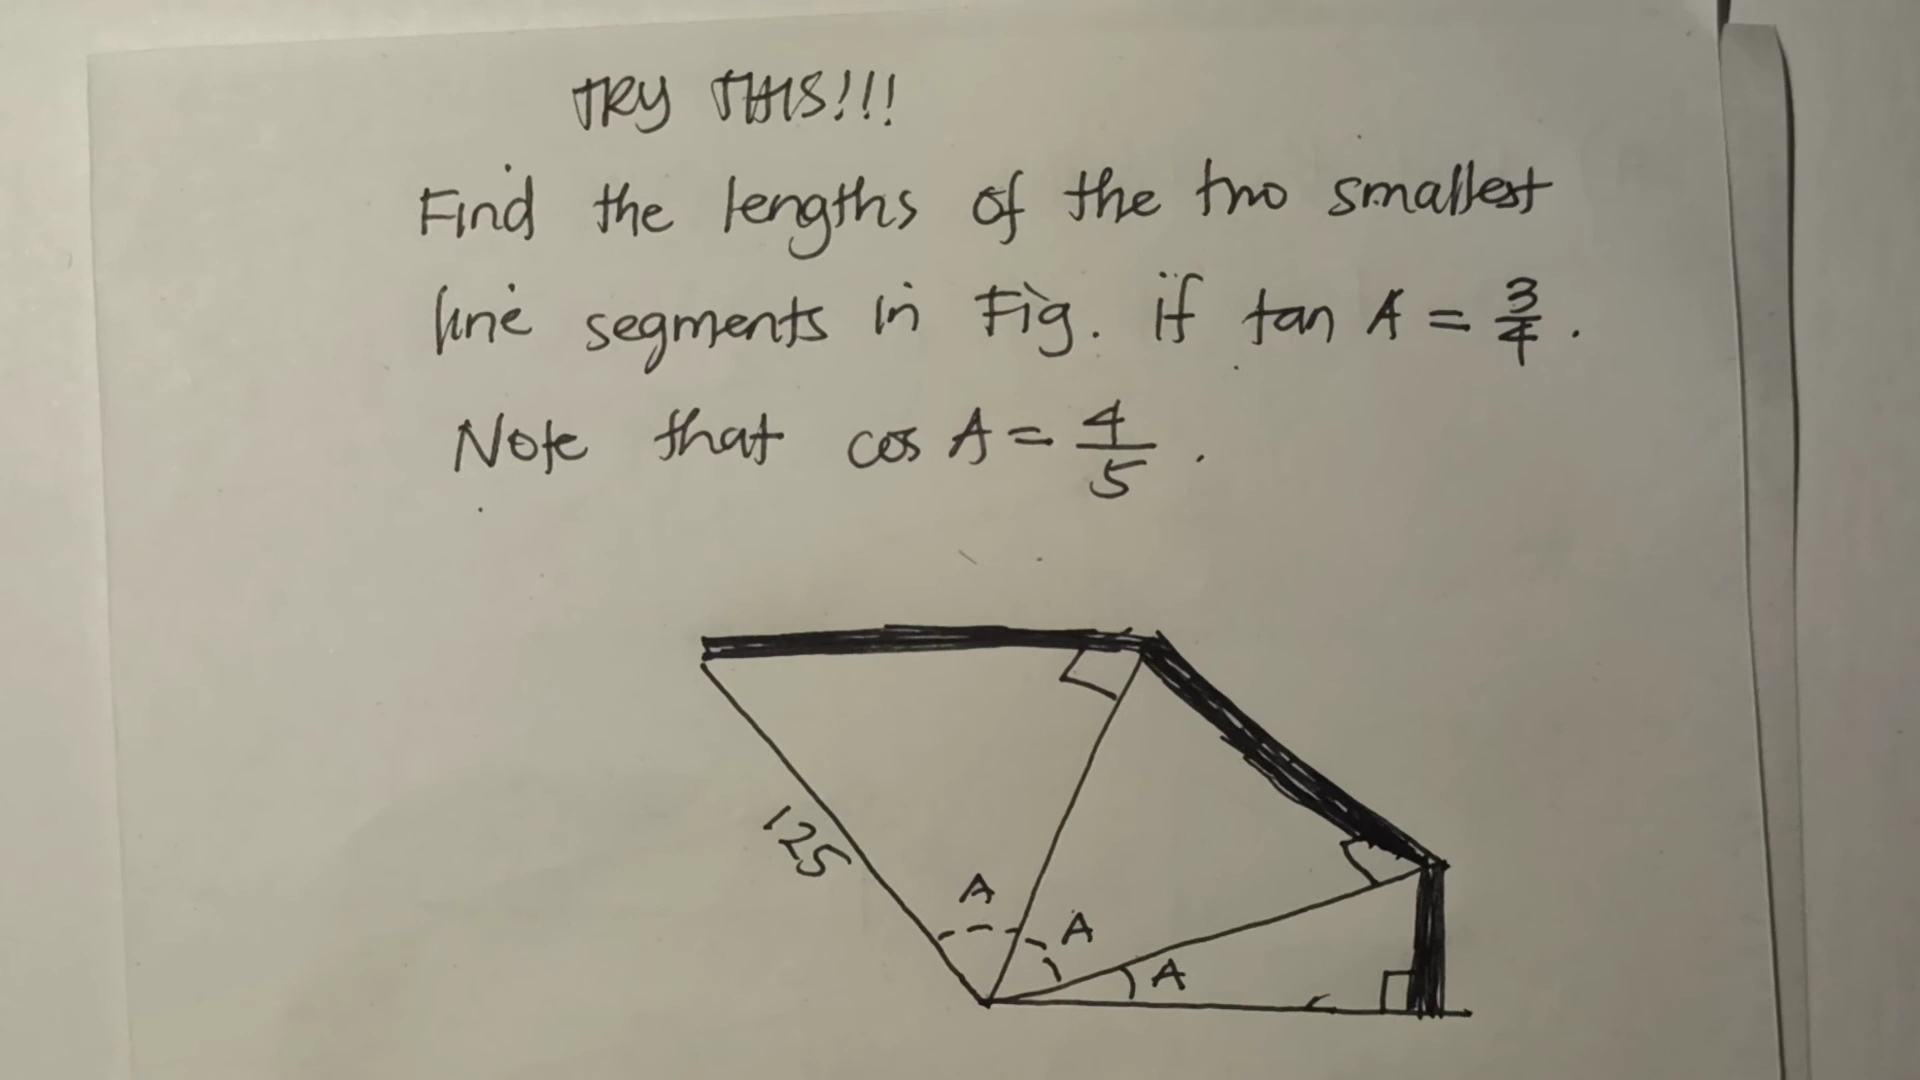 TRY THIS!!!
Find the lengths of the two smallest
line segments in Fig. if tan A = 3/4.
Note that cos A = 4/5.
125
A
A
A